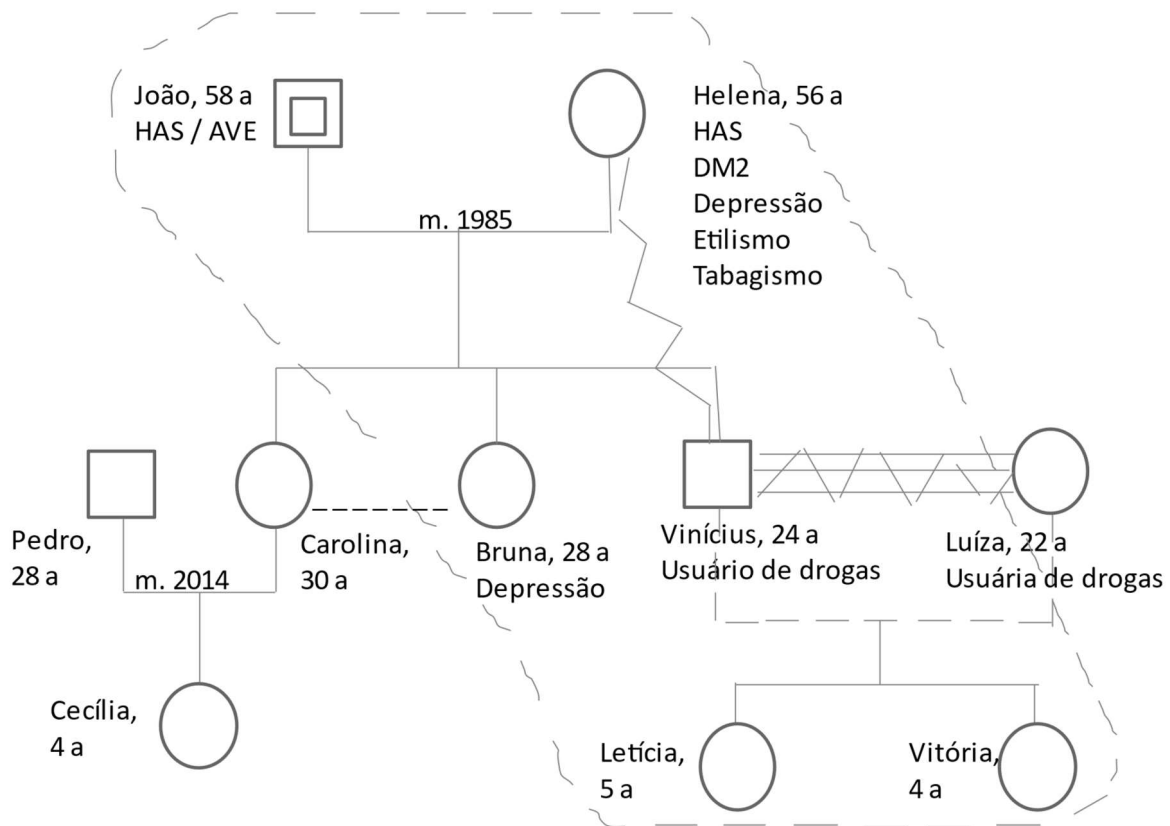 João, 58 a
HAS / AVE
Helena, 56 a
HAS
DM2
Depressão
Etilismo
Tabagismo
m. 1985
Pedro,
28 a
m. 2014
Carolina,
30 a
Bruna, 28 a
Depressão
Vinícius, 24 a
Usuário de drogas
Luíza, 22 a
Usuária de drogas
Cecília,
4 a
Letícia,
5 a
Vitória,
4 a